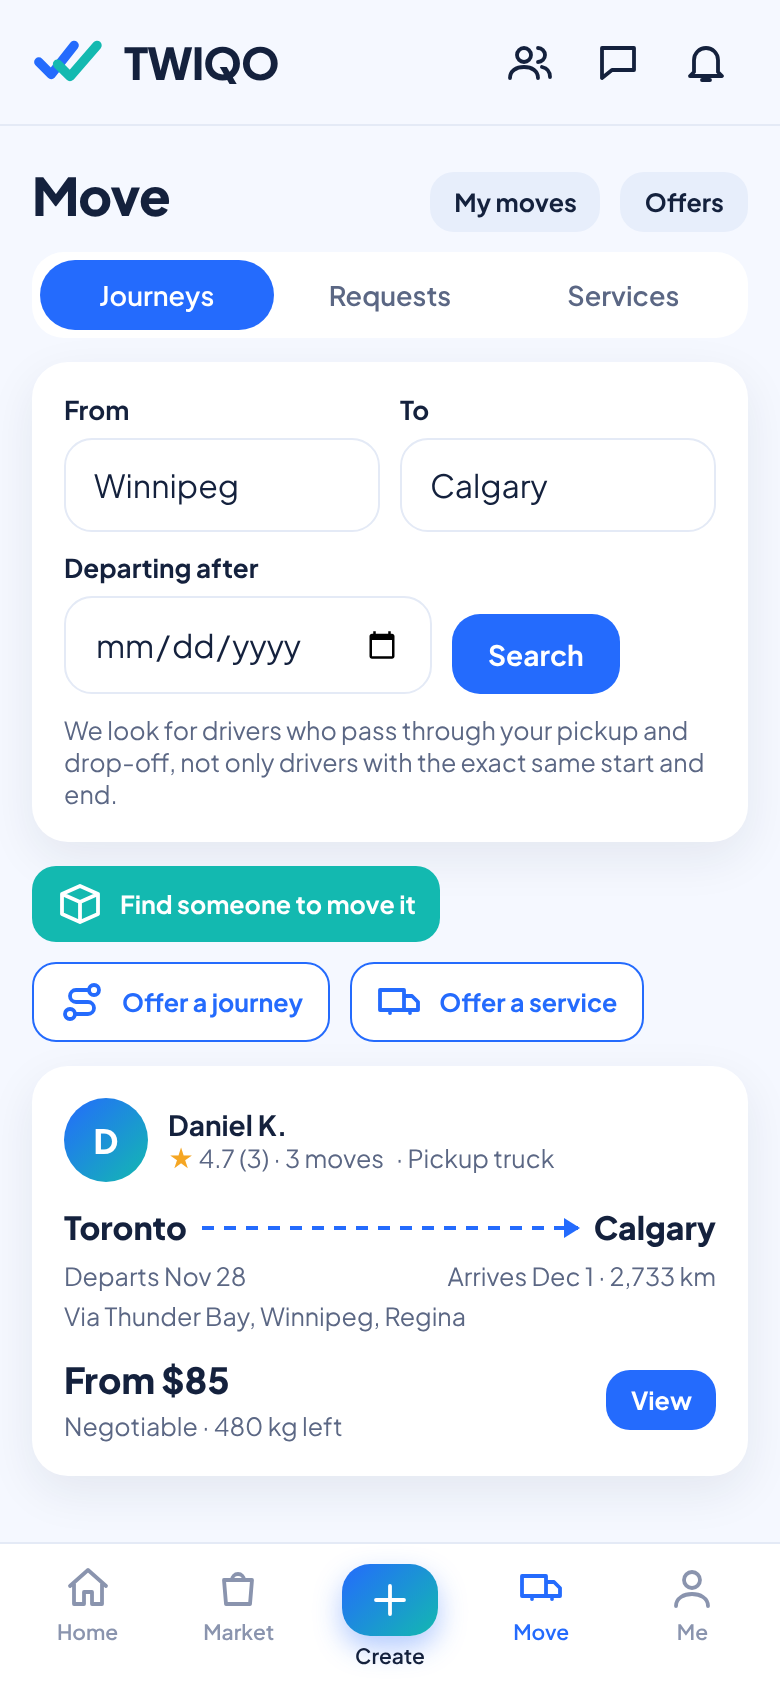 TWIQO
Move
My moves
Offers
Journeys
Requests
Services
From
To
Winnipeg
Calgary
Departing after
mm/dd/yyyy
Search
We look for drivers who pass through your pickup and
drop-off, not only drivers with the exact same start and
end.
Find someone to move it
Offer a journey
Offer a service
D
Daniel K.
★ 4.7 (3) · 3 moves · Pickup truck
Toronto
Calgary
Departs Nov 28
Arrives Dec 1 · 2,733 km
Via Thunder Bay, Winnipeg, Regina
From $85
Negotiable · 480 kg left
View
Home
Market
Create
Move
Me